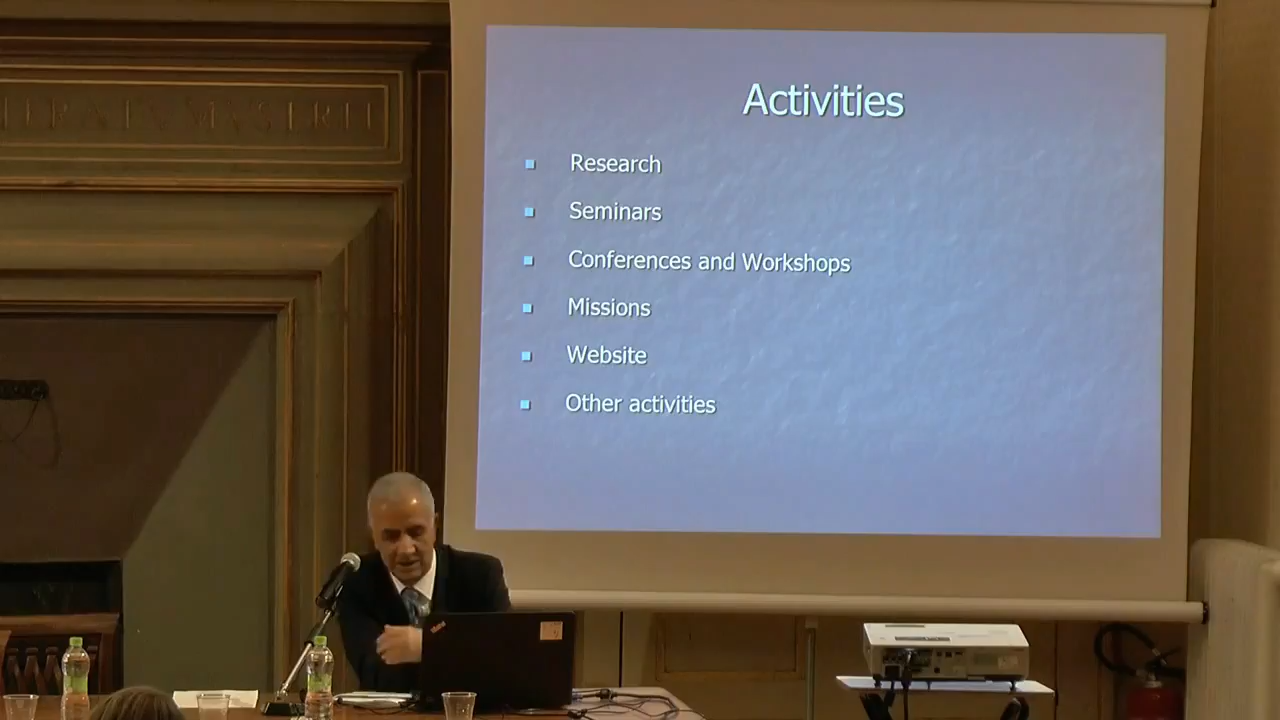 Activities
Research
Seminars
Conferences and Workshops
Missions
Website
Other activities